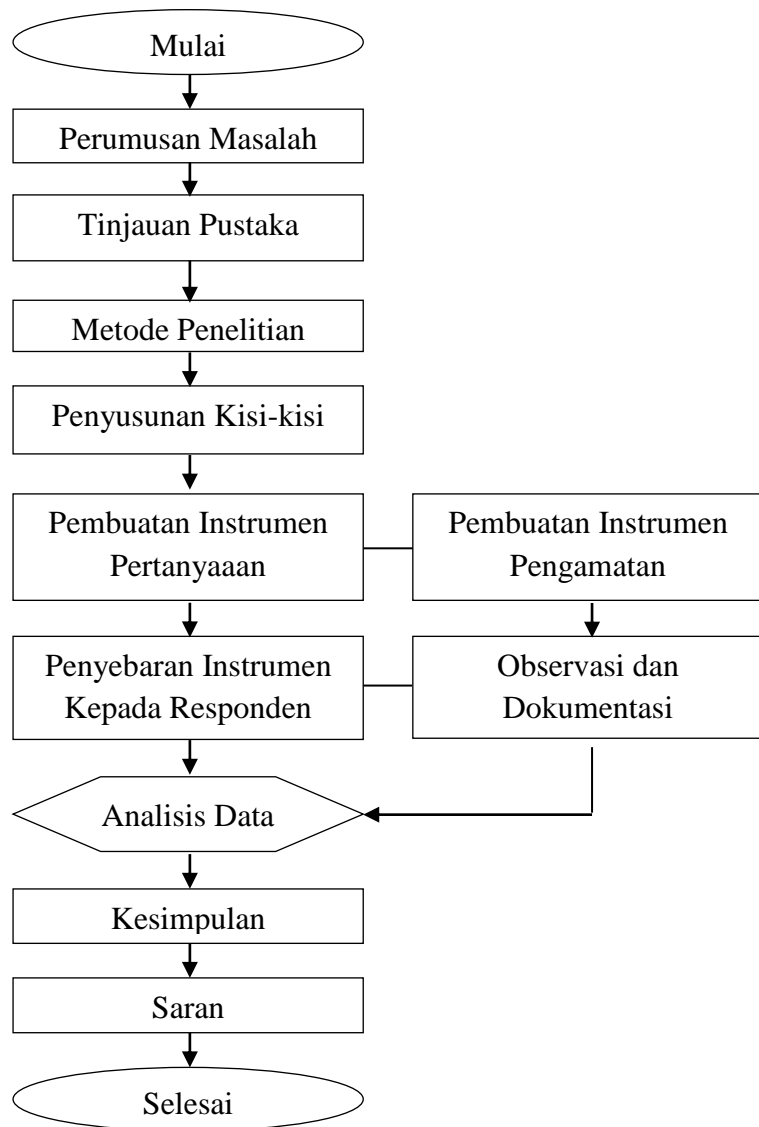 Mulai
Perumusan Masalah
Tinjauan Pustaka
Metode Penelitian
Penyusunan Kisi-kisi
Pembuatan Instrumen
Pertanyaaan
Pembuatan Instrumen
Pengamatan
Penyebaran Instrumen
Kepada Responden
Observasi dan
Dokumentasi
Analisis Data
Kesimpulan
Saran
Selesai